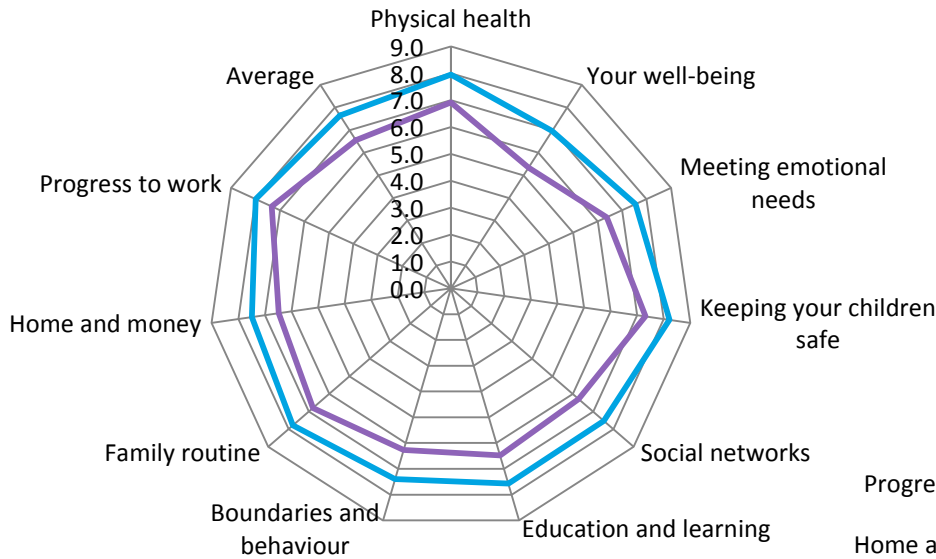 Physical health
9.0
8.0
7.0
6.0
5.0
4.0
3.0
2.0
1.0
0.0
Your well-being
Meeting emotional
needs
Keeping your children
safe
Social networks
Education and learning
Boundaries and
behaviour
Family routine
Home and money
Progress to work
Average
Progre
Home a